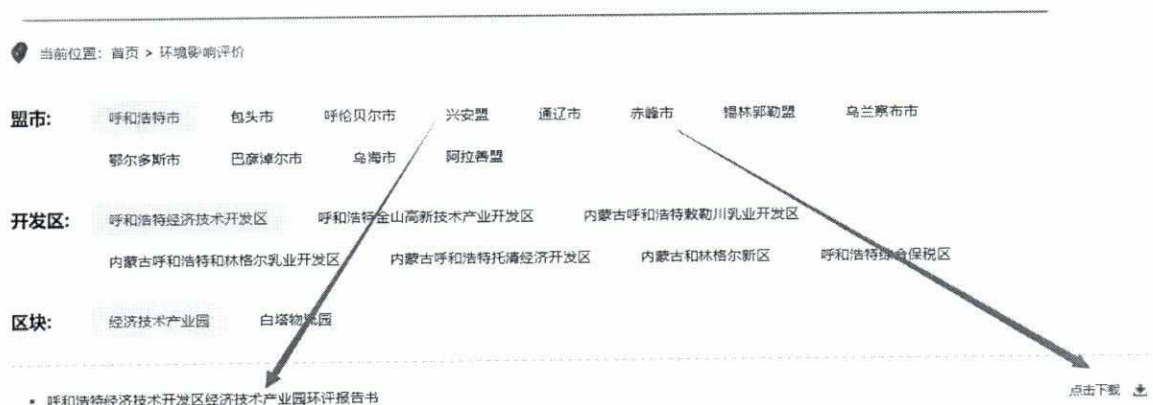 当前位置：首页 > 环境影响评价
盟市： 呼和浩特市 包头市 呼伦贝尔市 兴安盟 通辽市 赤峰市 锡林郭勒盟 乌兰察布市
鄂尔多斯市 巴彦淖尔市 乌海市 阿拉善盟
开发区： 呼和浩特经济技术开发区 呼和浩特金山高新技术产业开发区 内蒙古呼和浩特敕勒川乳业开发区
内蒙古呼和浩特和林格尔乳业开发区 内蒙古呼和浩特托清经济开发区 内蒙古和林格尔新区 呼和浩特综合保税区
区块： 经济技术产业园 白塔物流园
• 呼和浩特经济技术开发区经济技术产业园环评报告书 点击下载